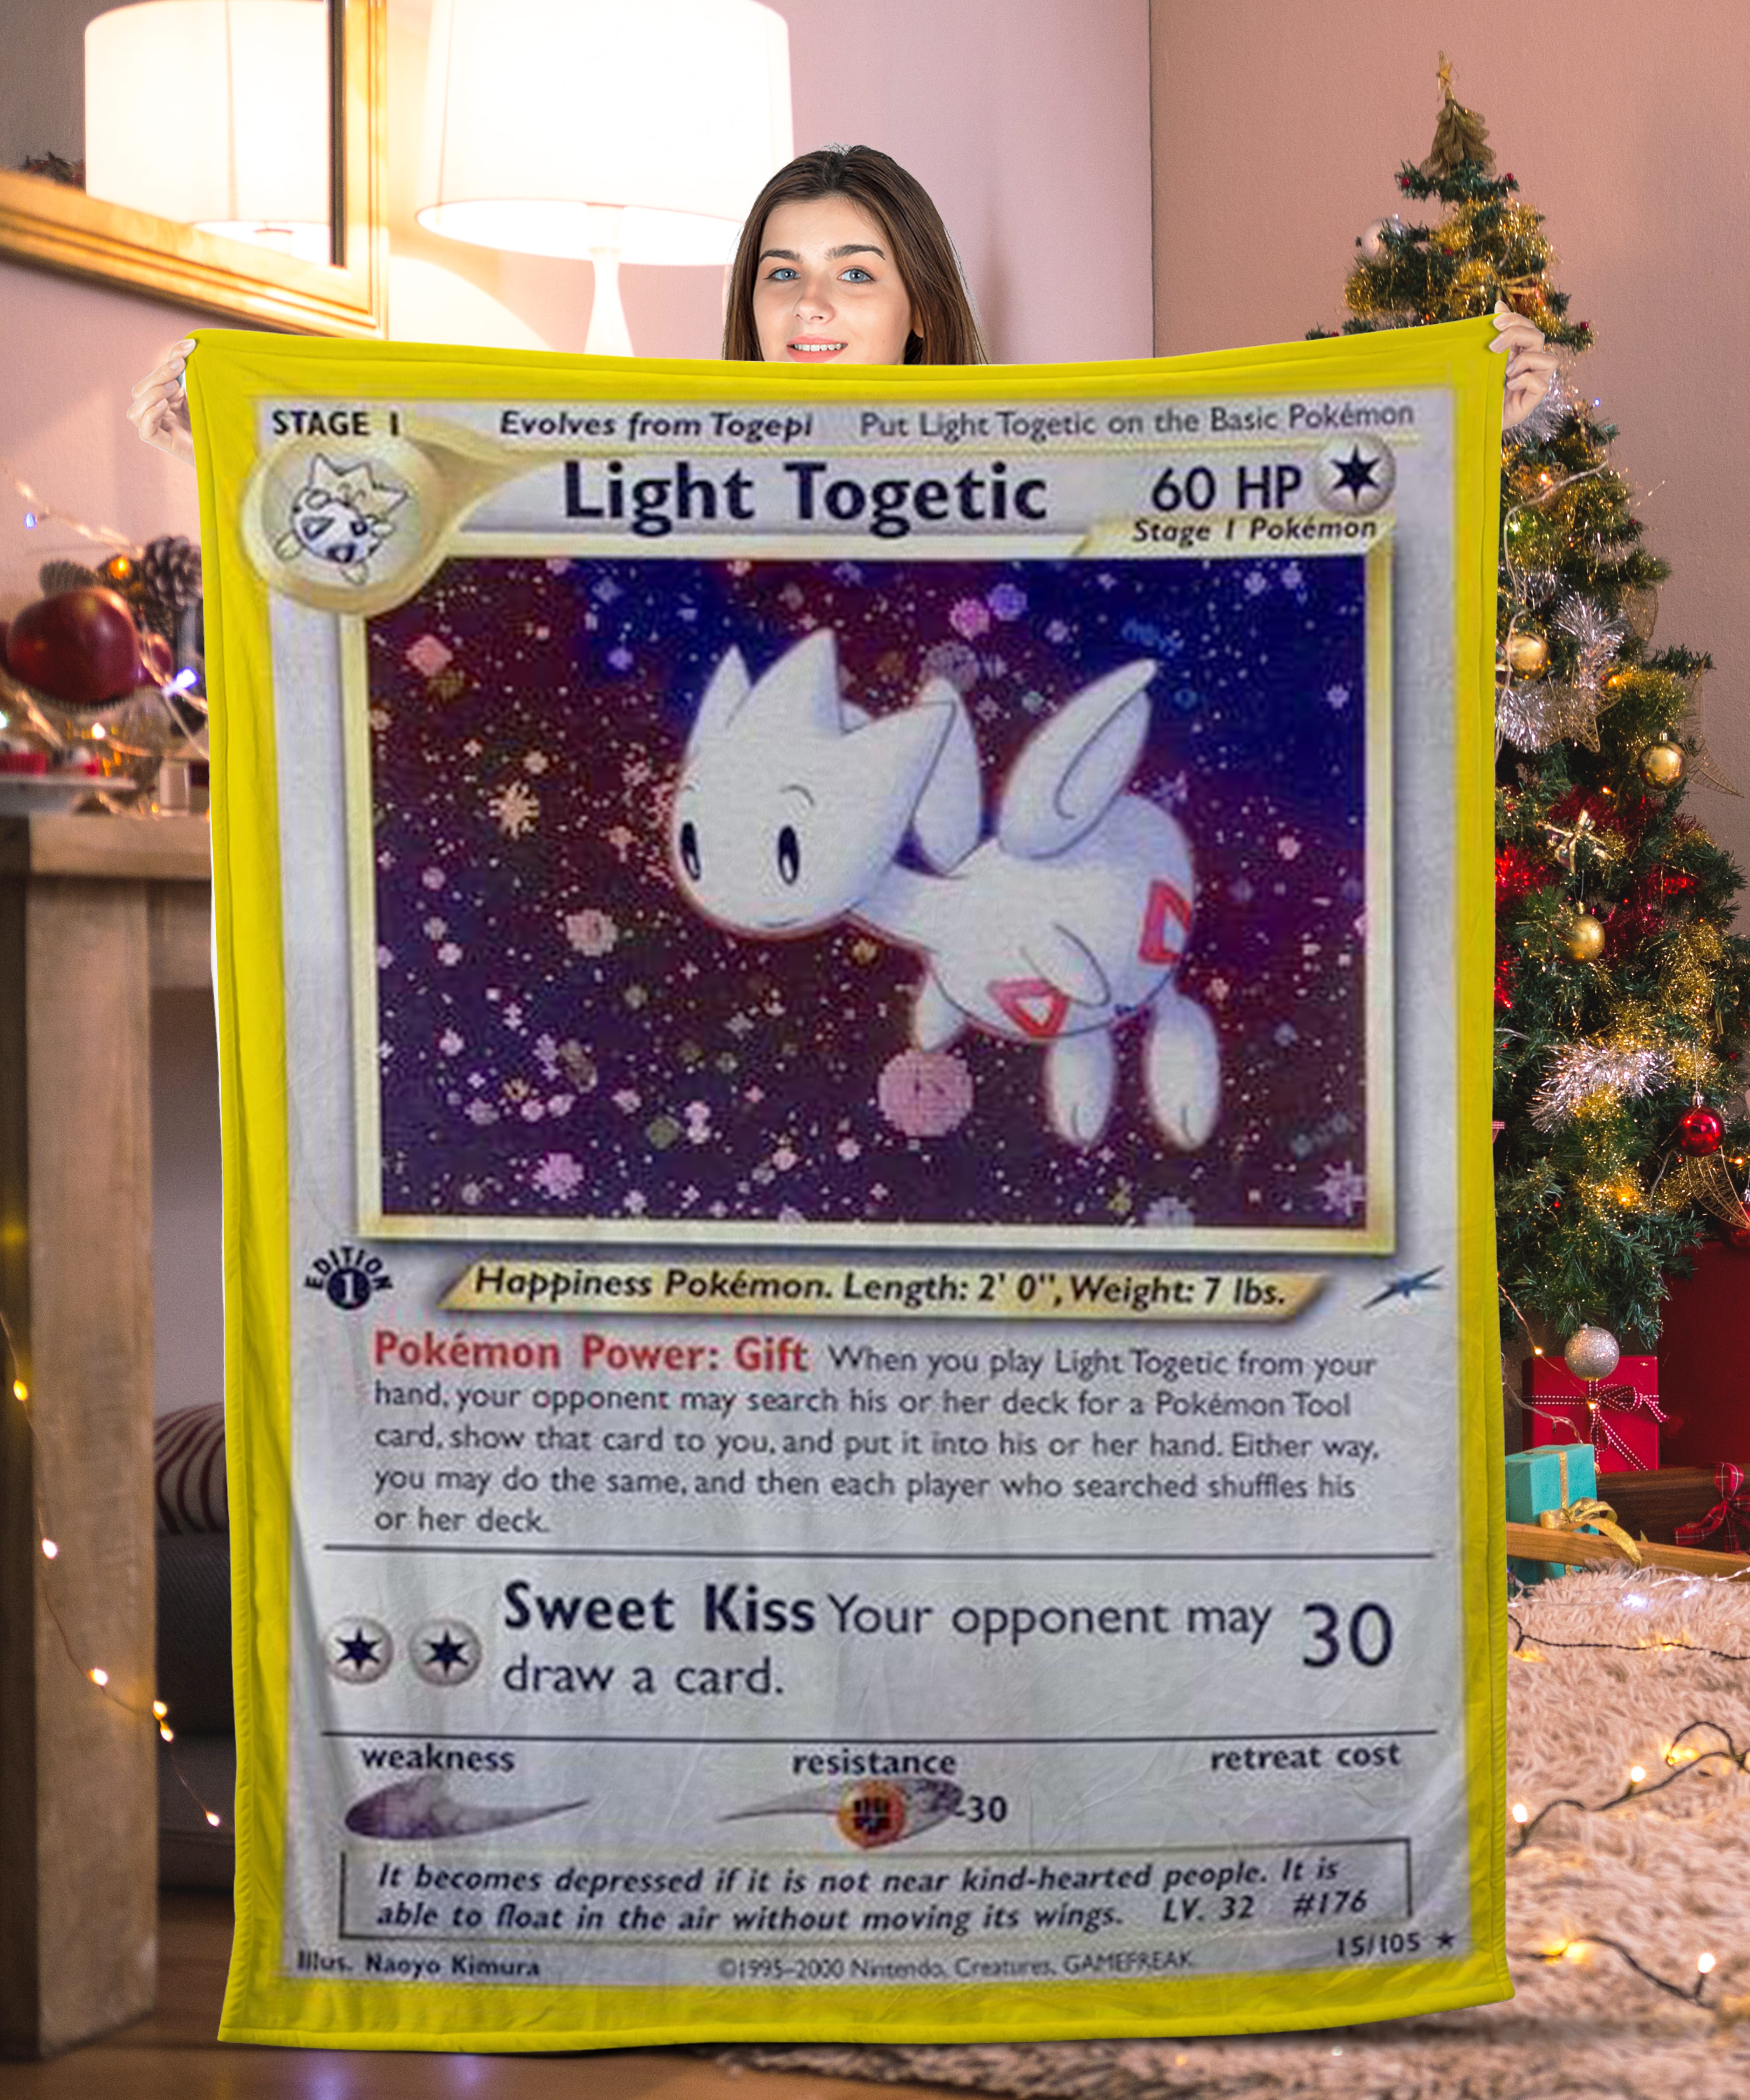 STAGE 1 Evolves from Togepi Put Light Togetic on the Basic Pokémon
Light Togetic 60 HP
Stage 1 Pokémon
EDITION
1
Happiness Pokémon. Length: 2' 0", Weight: 7 lbs.
Pokémon Power: Gift When you play Light Togetic from your
hand, your opponent may search his or her deck for a Pokémon Tool
card, show that card to you, and put it into his or her hand. Either way,
you may do the same, and then each player who searched shuffles his
or her deck.
Sweet Kiss Your opponent may 30
draw a card.
weakness resistance retreat cost
-30
It becomes depressed if it is not near kind-hearted people. It is
able to float in the air without moving its wings. LV. 32 #176
Illus. Naoyo Kimura ©1995-2000 Nintendo, Creatures, GAMEFREAK 15/105 ★